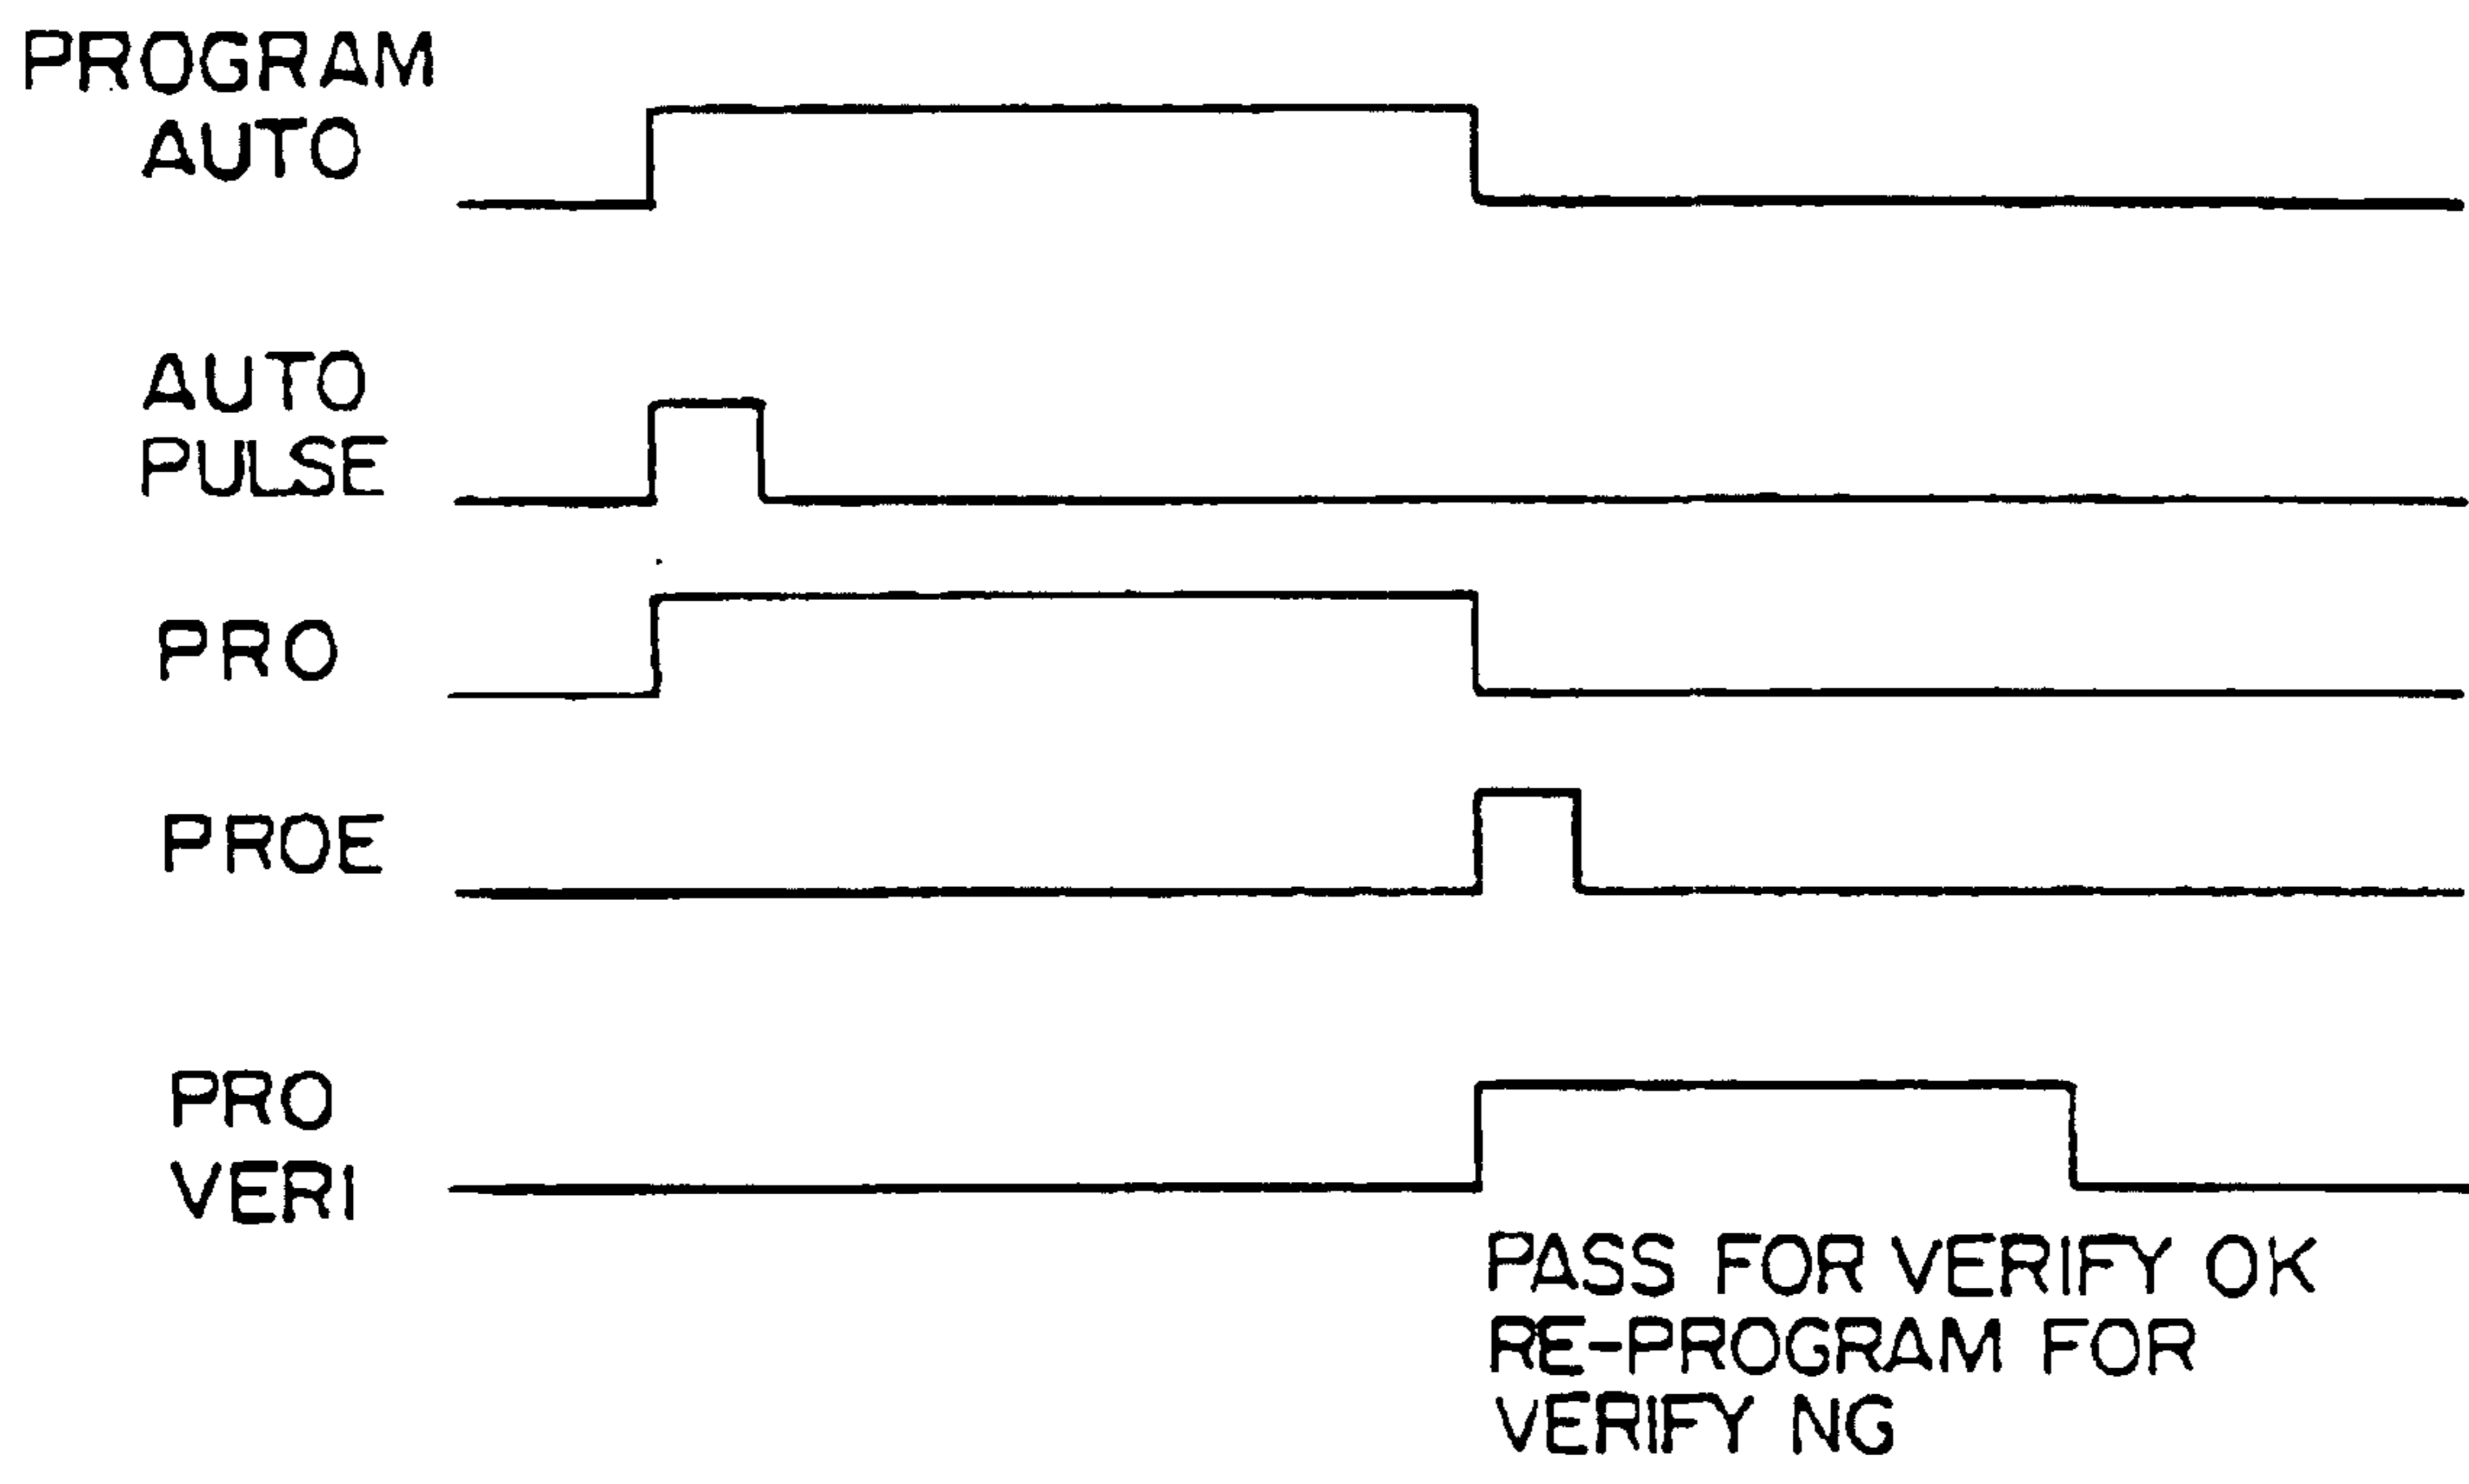 PROGRAM
AUTO
AUTO
PULSE
PRO
PROE
PRO
VERI
PASS FOR VERIFY OK
RE-PROGRAM FOR
VERIFY NG